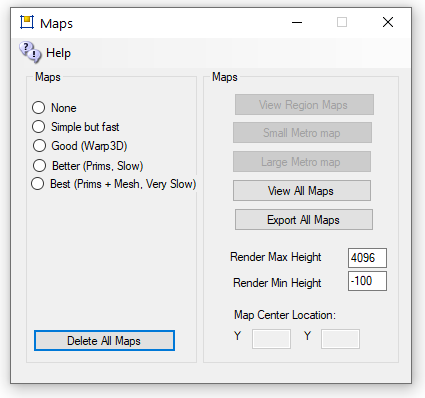 Maps
Help
Maps
None
Simple but fast
Good (Warp3D)
Better (Prims, Slow)
Best (Prims + Mesh, Very Slow)
Delete All Maps
Maps
View Region Maps
Small Metro map
Large Metro map
View All Maps
Export All Maps
Render Max Height 4096
Render Min Height -100
Map Center Location:
Y Y